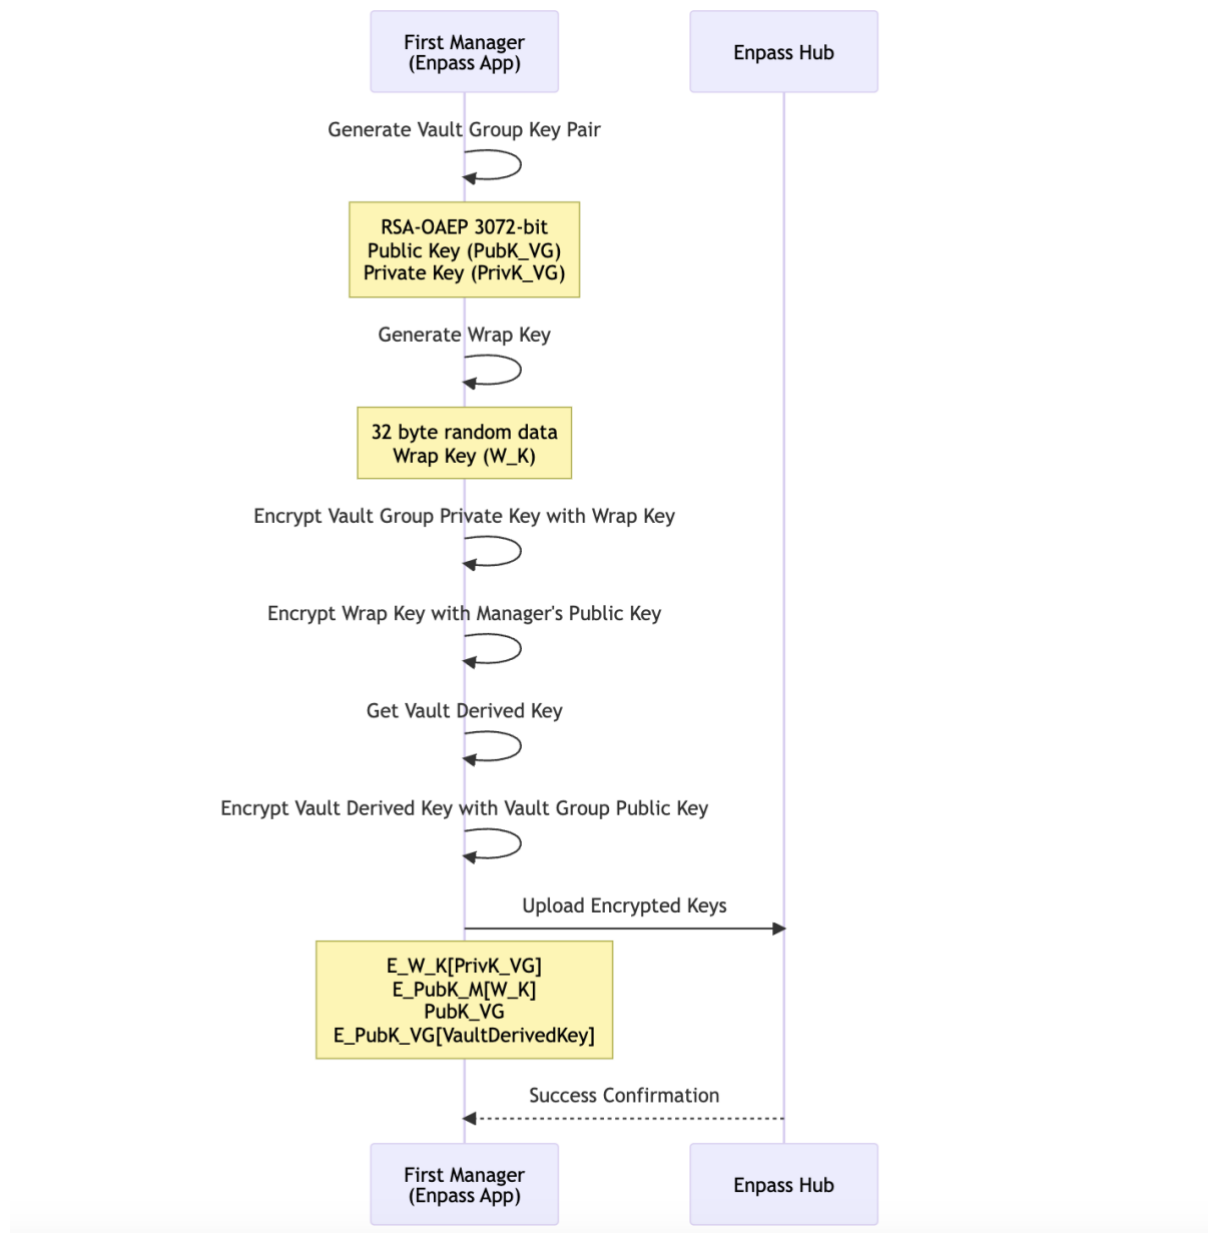 First Manager
(Enpass App)
Enpass Hub
Generate Vault Group Key Pair
RSA-OAEP 3072-bit
Public Key (PubK_VG)
Private Key (PrivK_VG)
Generate Wrap Key
32 byte random data
Wrap Key (W_K)
Encrypt Vault Group Private Key with Wrap Key
Encrypt Wrap Key with Manager's Public Key
Get Vault Derived Key
Encrypt Vault Derived Key with Vault Group Public Key
Upload Encrypted Keys
E_W_K[PrivK_VG]
E_PubK_M[W_K]
PubK_VG
E_PubK_VG[VaultDerivedKey]
Success Confirmation
First Manager
(Enpass App)
Enpass Hub